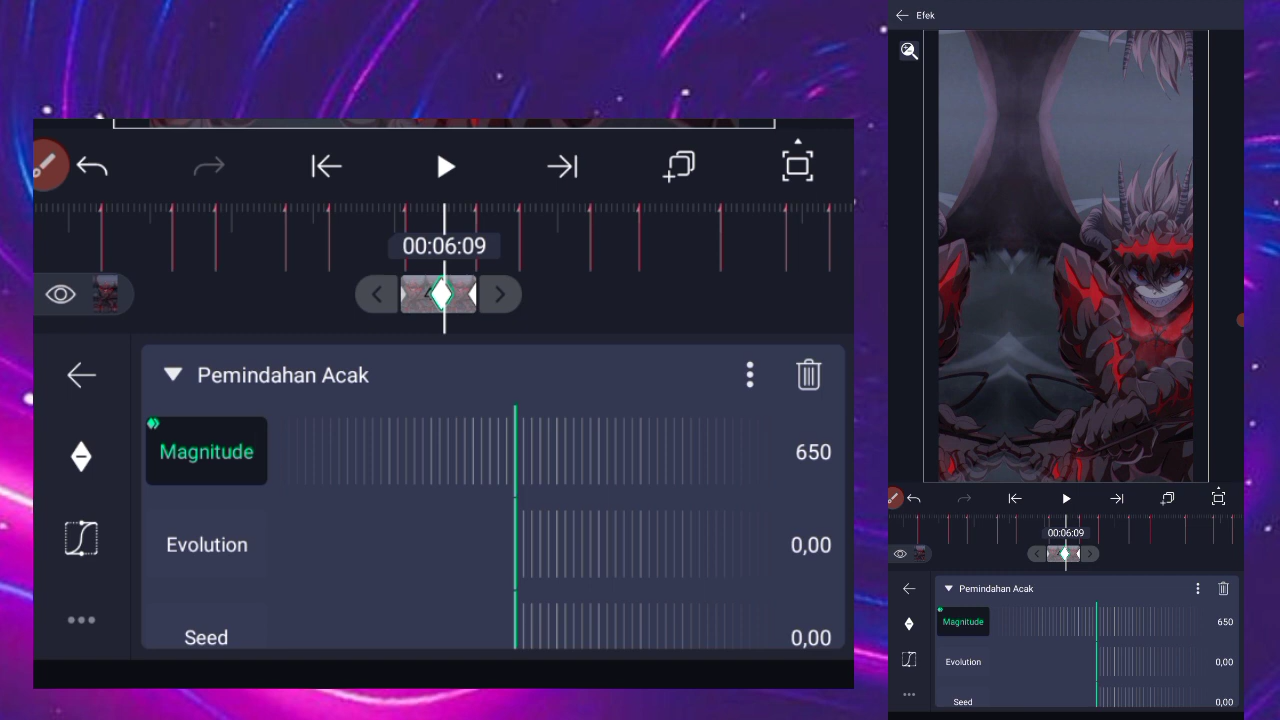 00:06:09
Pemindahan Acak
Magnitude
650
Evolution
0,00
Seed
0,00
Efek
00:06:09
Pemindahan Acak
Magnitude
650
Evolution
0,00
Seed
0,00